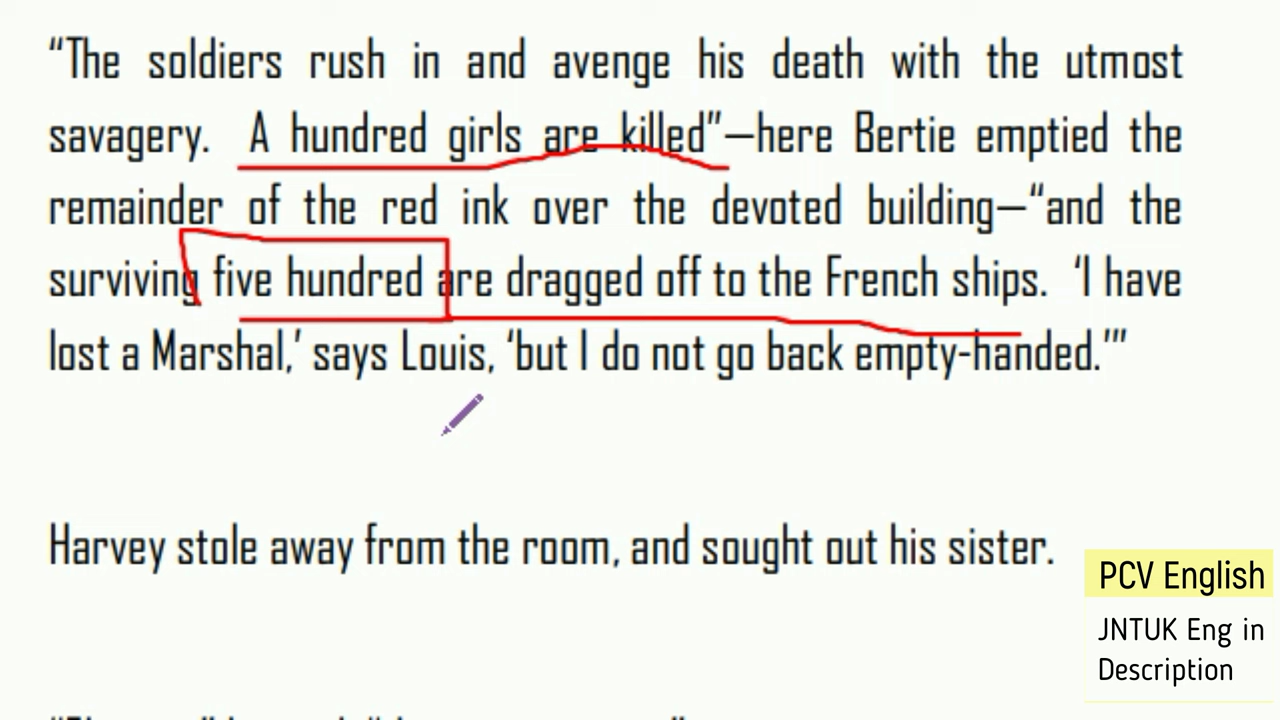 “The soldiers rush in and avenge his death with the utmost
savagery. A hundred girls are killed”—here Bertie emptied the
remainder of the red ink over the devoted building—“and the
surviving five hundred are dragged off to the French ships. ‘I have
lost a Marshal,’ says Louis, ‘but I do not go back empty-handed.’”
Harvey stole away from the room, and sought out his sister.
PCV English
JNTUK Eng in
Description